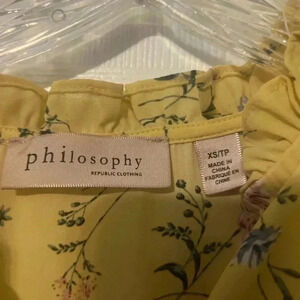 philosophy
REPUBLIC CLOTHING
XS/TP
MADE IN
CHINA
FABRIQUÉ EN
CHINE